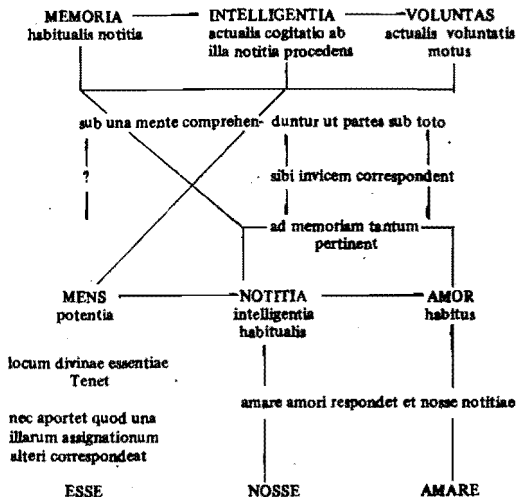 MEMORIA INTELLIGENTIA VOLUNTAS
habitualis notitia actualis cogitatio ab actualis voluntatis
illa notitia procedens motus
sub una mente comprehen- duntur ut partes sub toto
? sibi invicem correspondent
ad memoriam tantum
pertinent
MENS NOTITIA AMOR
potentia intelligentia habitus
habitualis
locum divinae essentiae
Tenet
amare amori respondet et nosse notitiae
nec aportet quod una
illarum assignationum
alteri correspondeat
ESSE NOSSE AMARE